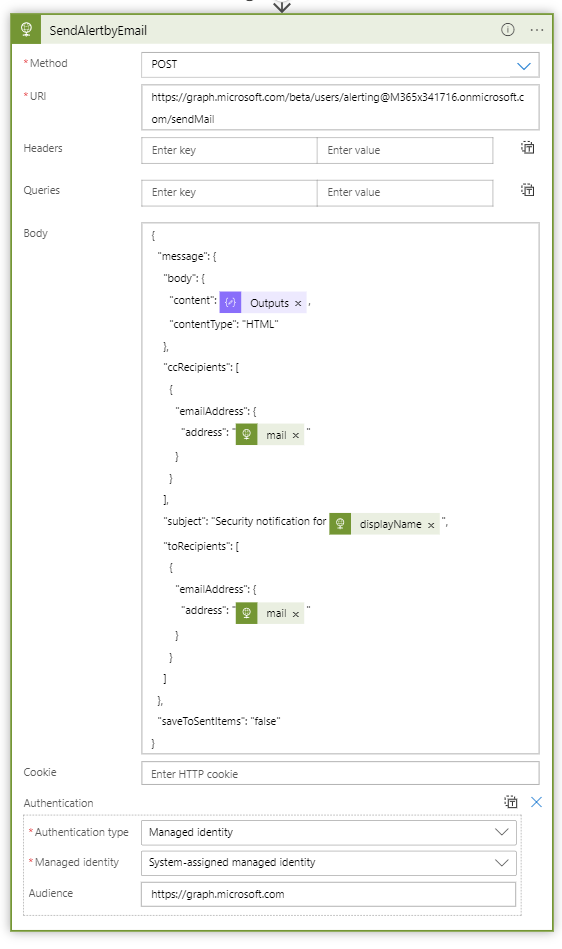 SendAlertbyEmail
* Method
POST
* URI
https://graph.microsoft.com/beta/users/alerting@M365x341716.onmicrosoft.c
om/sendMail
Headers
Enter key Enter value
Queries
Enter key Enter value
Body
{
"message": {
"body": {
"content": Outputs × ,
"contentType": "HTML"
},
"ccRecipients": [
{
"emailAddress": {
"address": " mail × "
}
}
],
"subject": "Security notification for displayName × ",
"toRecipients": [
{
"emailAddress": {
"address": " mail × "
}
}
]
},
"saveToSentItems": "false"
}
Cookie
Enter HTTP cookie
Authentication
* Authentication type
Managed identity
* Managed identity
System-assigned managed identity
Audience
https://graph.microsoft.com